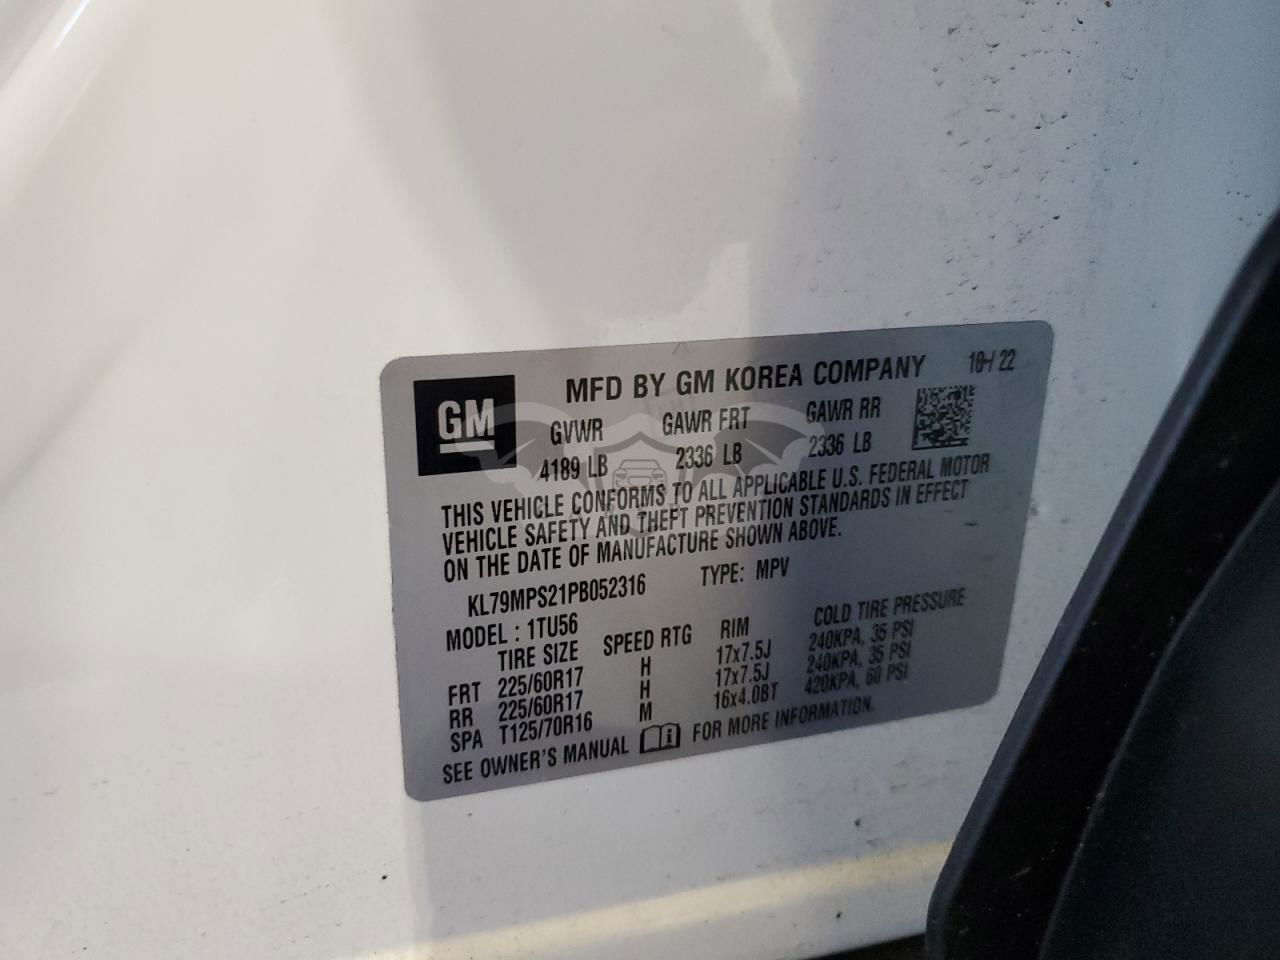 GM
MFD BY GM KOREA COMPANY 10/22
GVWR GAWR FRT GAWR RR
4189 LB 2336 LB 2336 LB
THIS VEHICLE CONFORMS TO ALL APPLICABLE U.S. FEDERAL MOTOR
VEHICLE SAFETY AND THEFT PREVENTION STANDARDS IN EFFECT
ON THE DATE OF MANUFACTURE SHOWN ABOVE.
KL79MPS21PB052316 TYPE: MPV
MODEL : 1TU56
TIRE SIZE SPEED RTG RIM COLD TIRE PRESSURE
FRT 225/60R17 H 17x7.5J 240KPA, 35 PSI
RR 225/60R17 H 17x7.5J 240KPA, 35 PSI
SPA T125/70R16 M 16x4.0BT 420KPA, 60 PSI
SEE OWNER'S MANUAL FOR MORE INFORMATION.